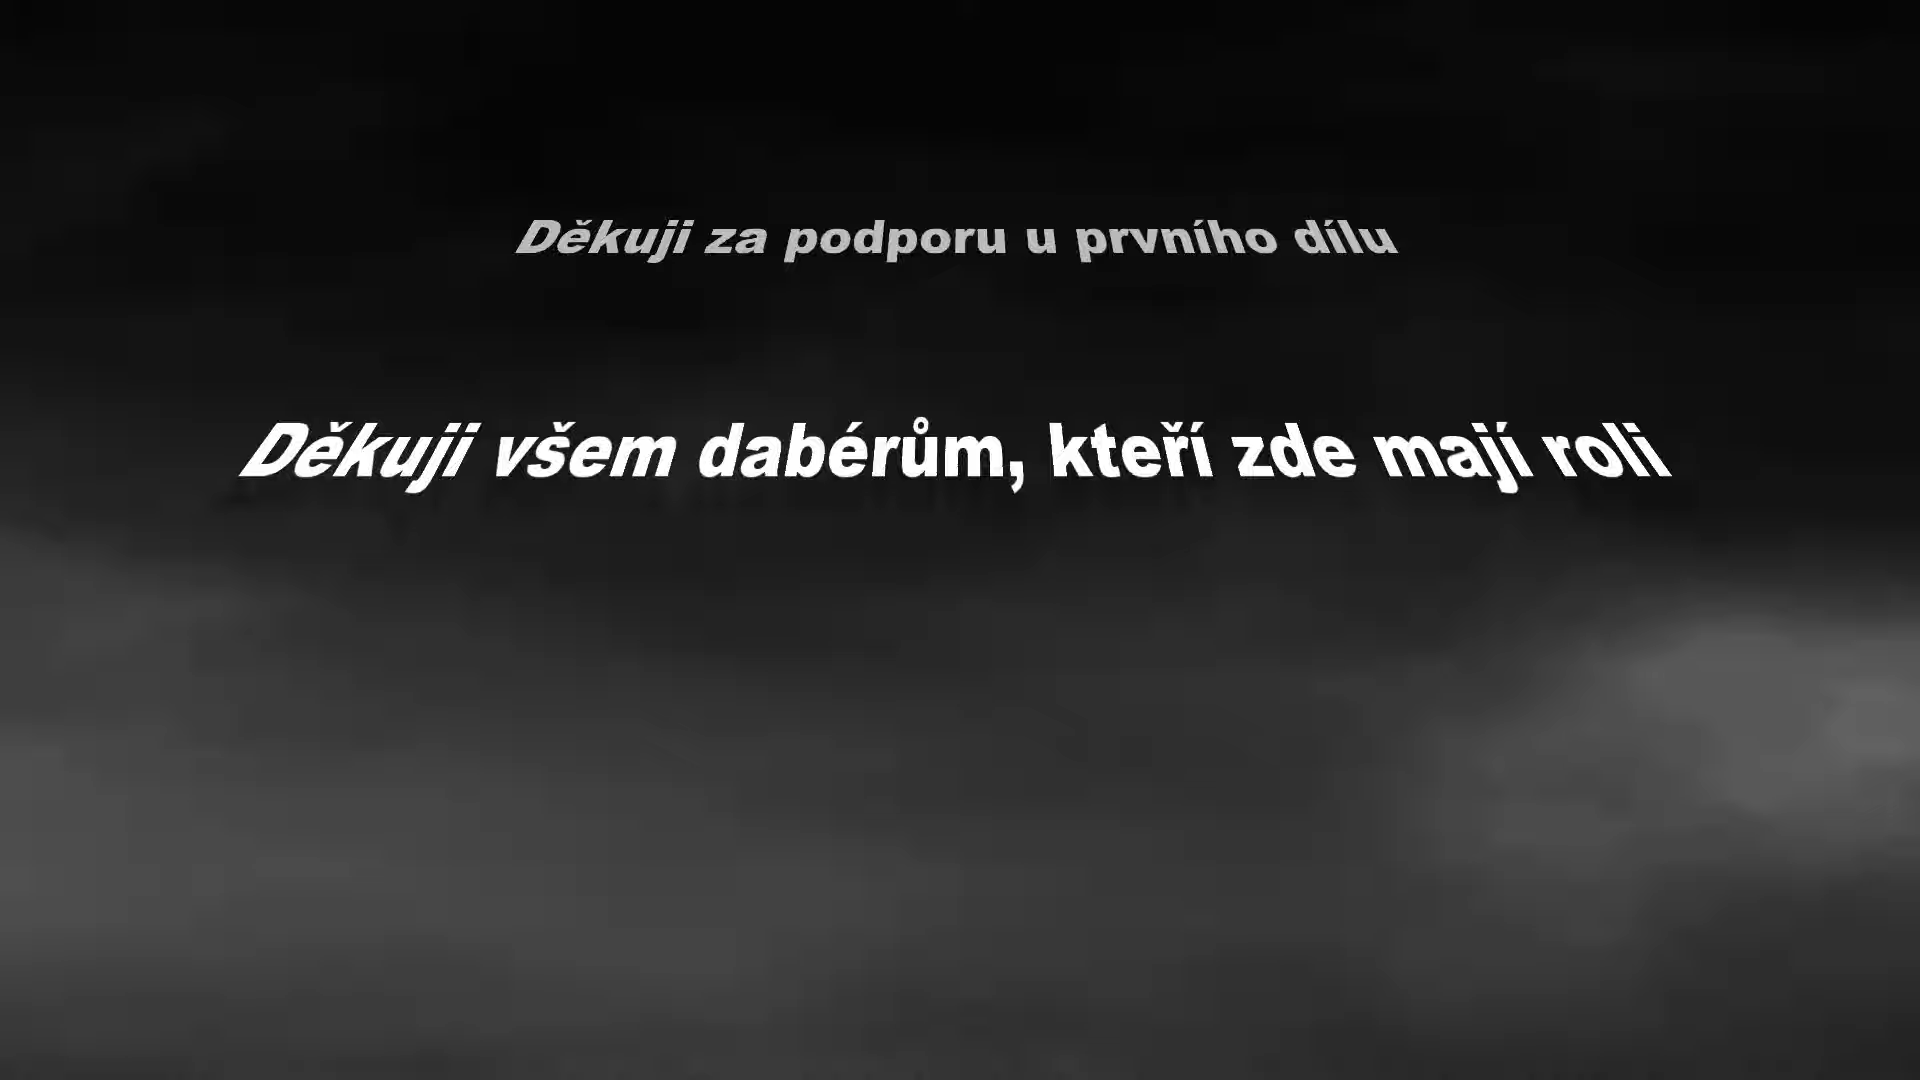 Děkuji za podporu u prvního dílu
Děkuji všem dabérům, kteří zde mají roli